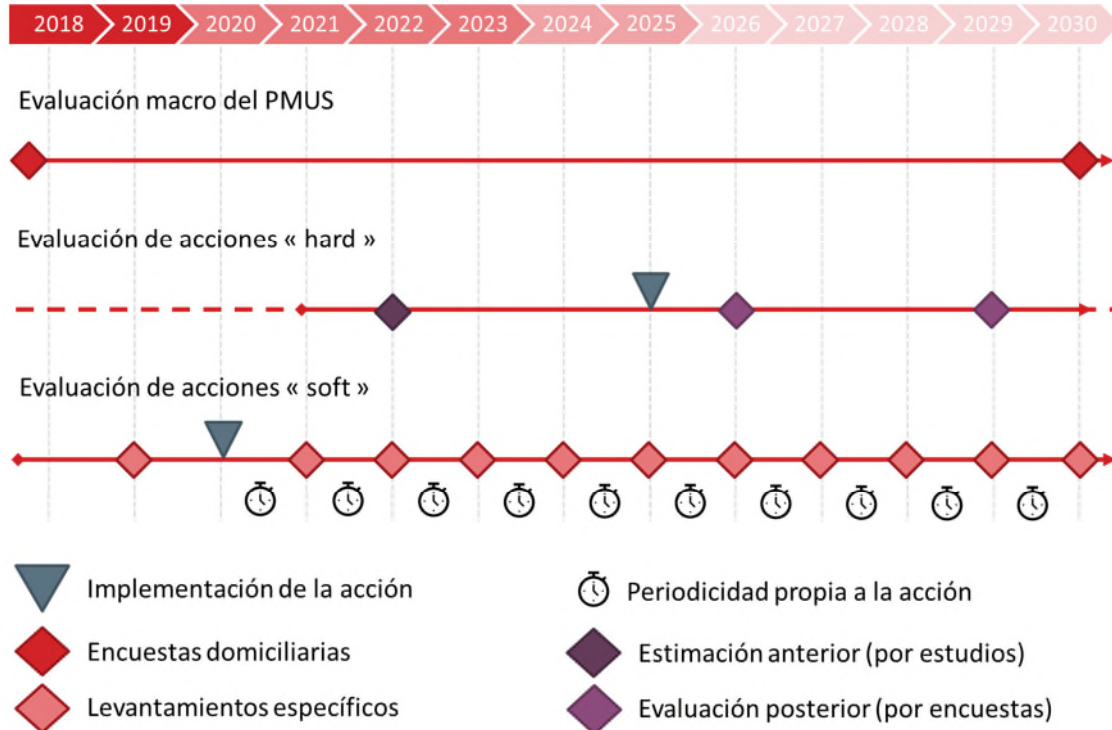 2018 2019 2020 2021 2022 2023 2024 2025 2026 2027 2028 2029 2030
Evaluación macro del PMUS
Evaluación de acciones « hard »
Evaluación de acciones « soft »
Implementación de la acción
Periodicidad propia a la acción
Encuestas domiciliarias
Estimación anterior (por estudios)
Levantamientos específicos
Evaluación posterior (por encuestas)